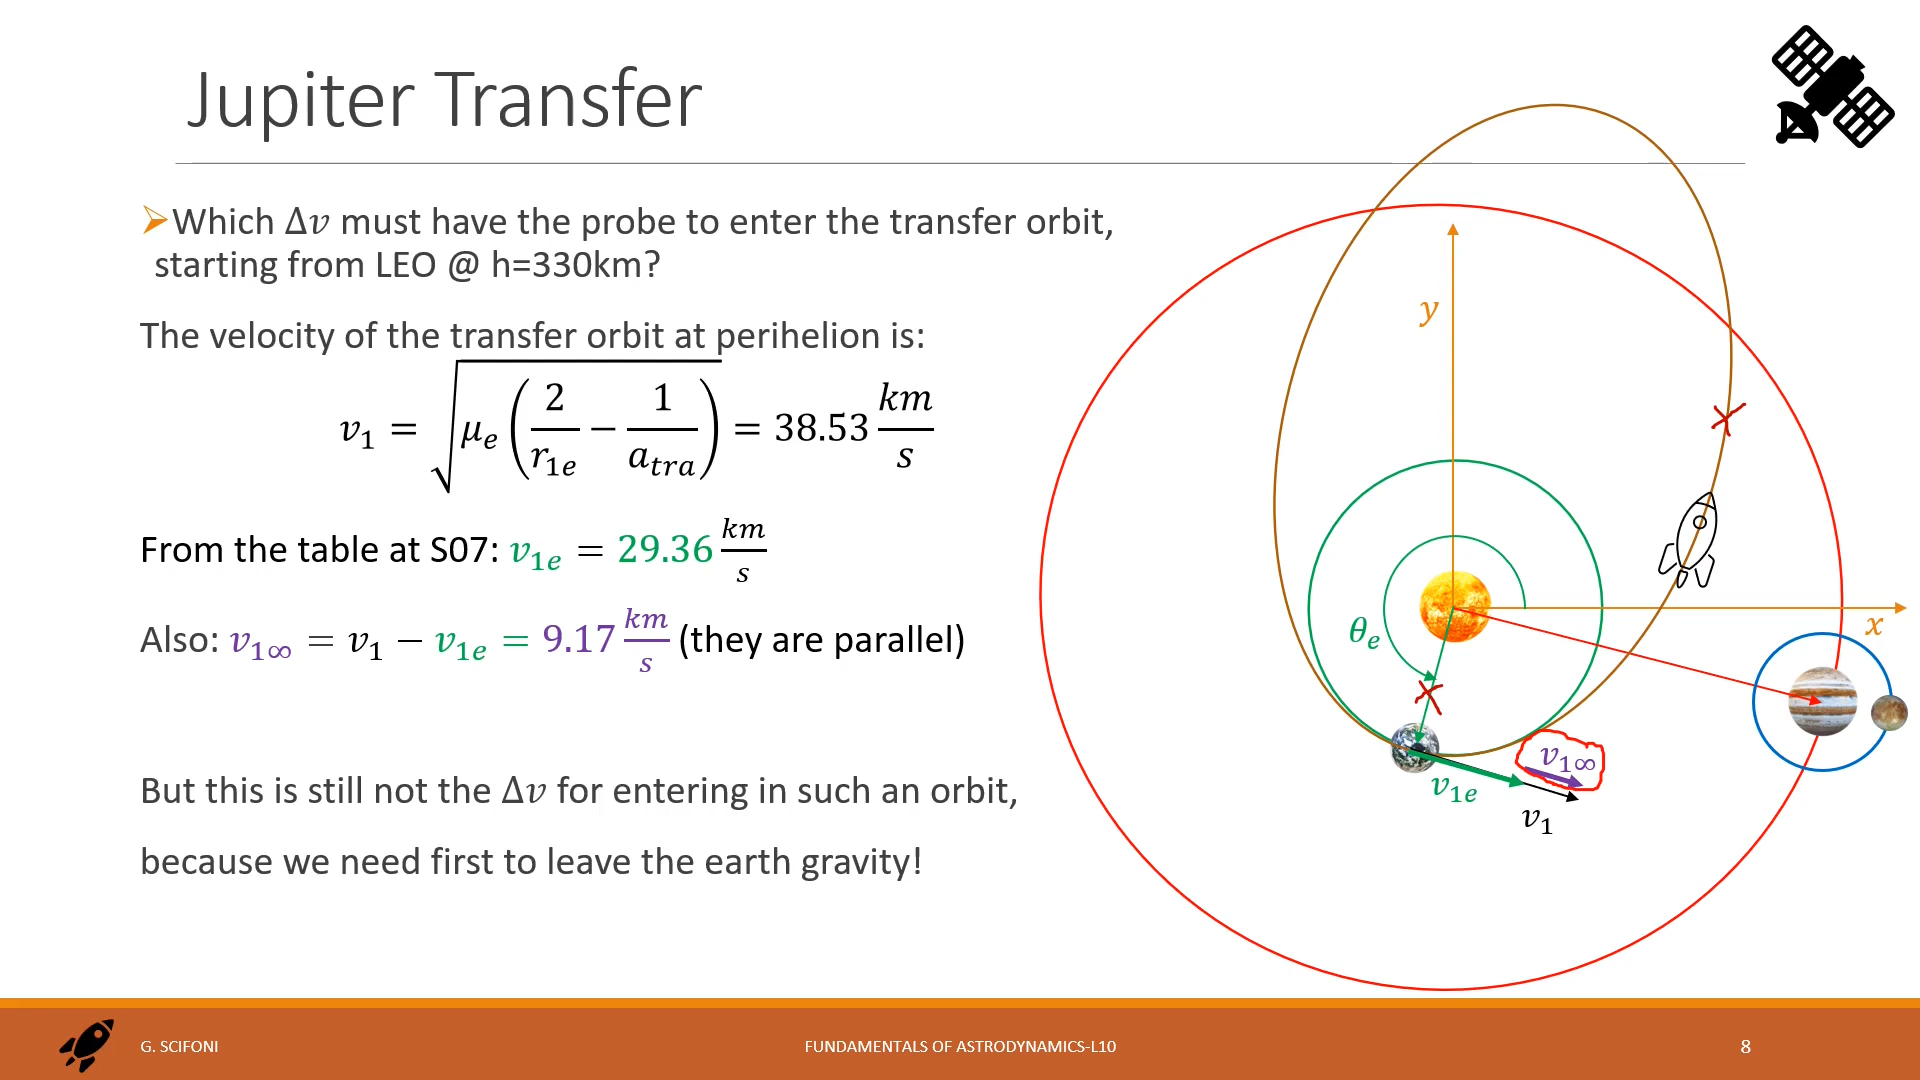 Jupiter Transfer
➢Which Δ𝑣 must have the probe to enter the transfer orbit,
starting from LEO @ h=330km?
The velocity of the transfer orbit at perihelion is:
𝑣₁ = √(𝜇ₑ (2/𝑟₁ₑ − 1/𝑎ₜᵣₐ)) = 38.53 𝑘𝑚/𝑠
From the table at S07: 𝑣₁ₑ = 29.36 𝑘𝑚/𝑠
Also: 𝑣₁∞ = 𝑣₁ − 𝑣₁ₑ = 9.17 𝑘𝑚/𝑠 (they are parallel)
But this is still not the Δ𝑣 for entering in such an orbit,
because we need first to leave the earth gravity!
𝑦
𝑥
𝜃ₑ
𝑣₁∞
𝑣₁ₑ
𝑣₁
G. SCIFONI
FUNDAMENTALS OF ASTRODYNAMICS-L10
8